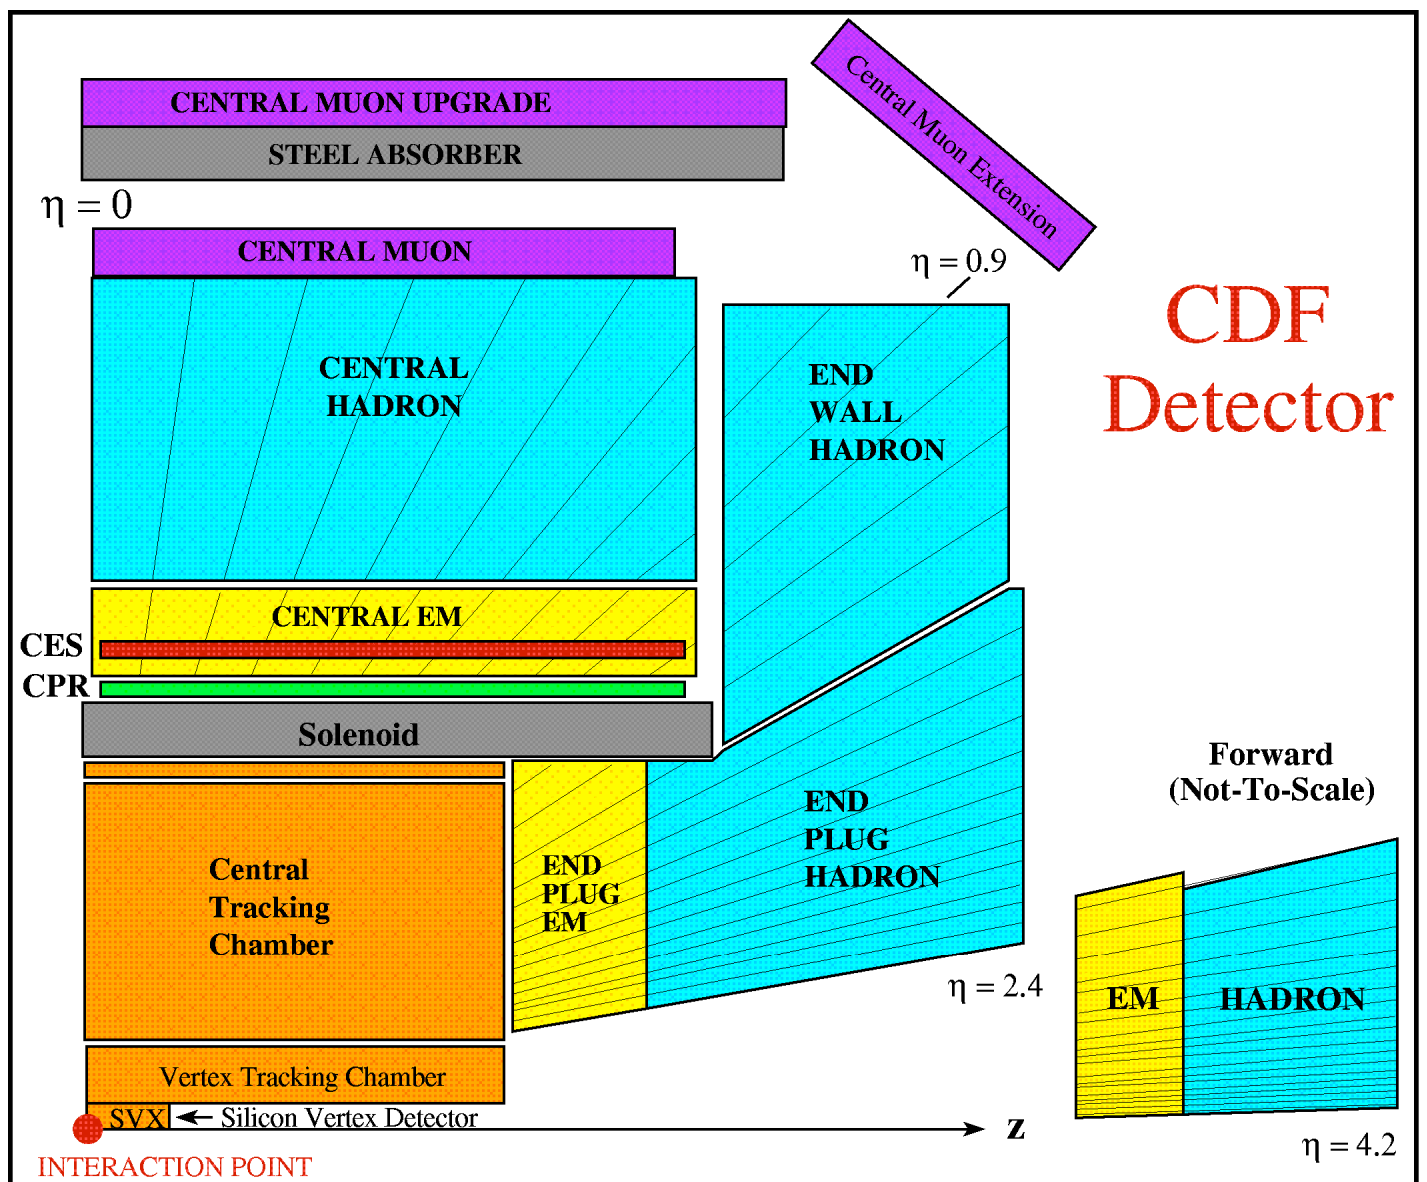 CENTRAL MUON UPGRADE
STEEL ABSORBER
Central Muon Extension
η = 0
CENTRAL MUON
η = 0.9
CDF
Detector
CENTRAL
HADRON
END
WALL
HADRON
CENTRAL EM
CES
CPR
Solenoid
Forward
(Not-To-Scale)
END
PLUG
HADRON
END
PLUG
EM
Central
Tracking
Chamber
η = 2.4
EM
HADRON
Vertex Tracking Chamber
SVX
Silicon Vertex Detector
z
η = 4.2
INTERACTION POINT